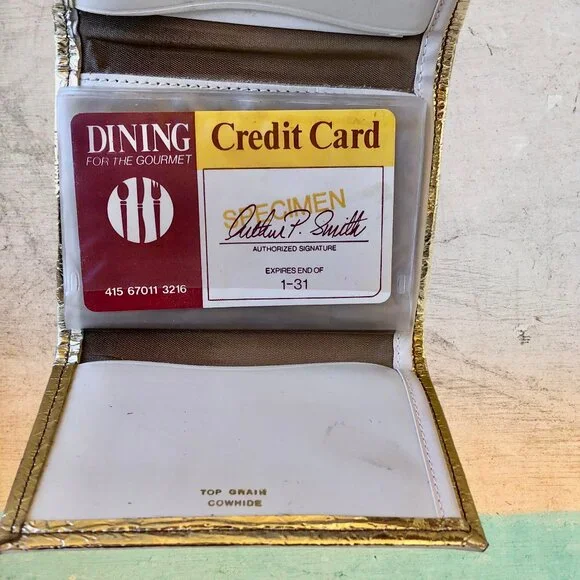 DINING
FOR THE GOURMET
Credit Card
SPECIMEN
Arthur P. Smith
AUTHORIZED SIGNATURE
EXPIRES END OF
1-31
415 67011 3216
TOP GRAIN
COWHIDE